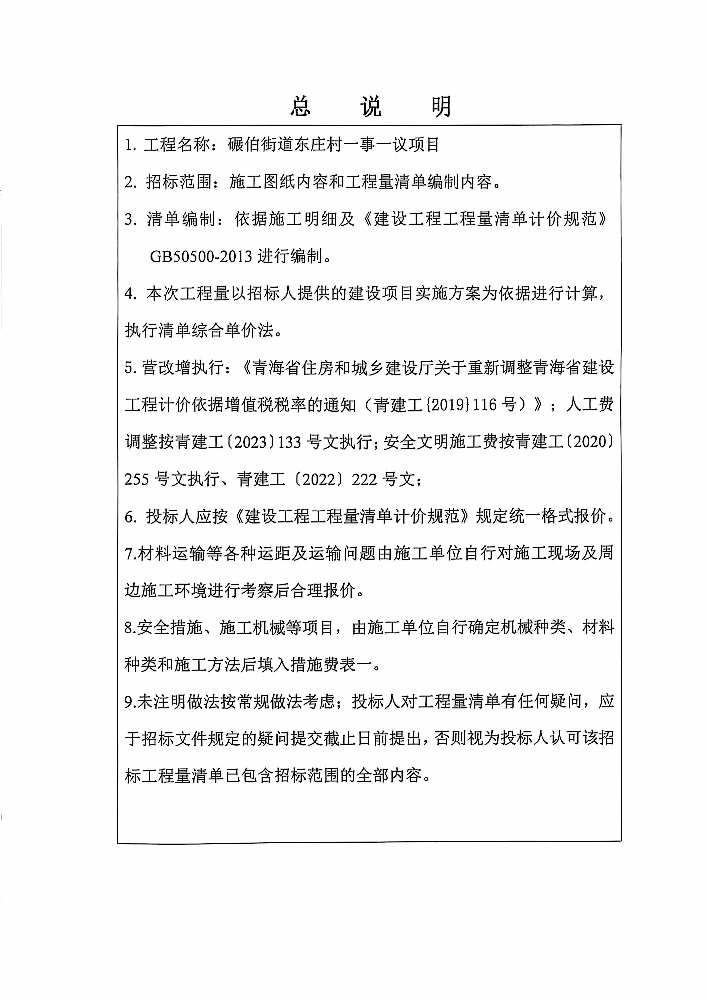 总 说 明
1. 工程名称：碾伯街道东庄村一事一议项目
2. 招标范围：施工图纸内容和工程量清单编制内容。
3. 清单编制：依据施工明细及《建设工程工程量清单计价规范》
GB50500-2013 进行编制。
4. 本次工程量以招标人提供的建设项目实施方案为依据进行计算，
执行清单综合单价法。
5. 营改增执行：《青海省住房和城乡建设厅关于重新调整青海省建设
工程计价依据增值税税率的通知（青建工{2019}116 号）》；人工费
调整按青建工〔2023〕133 号文执行；安全文明施工费按青建工〔2020〕
255 号文执行、青建工〔2022〕222 号文；
6. 投标人应按《建设工程工程量清单计价规范》规定统一格式报价。
7.材料运输等各种运距及运输问题由施工单位自行对施工现场及周
边施工环境进行考察后合理报价。
8.安全措施、施工机械等项目，由施工单位自行确定机械种类、材料
种类和施工方法后填入措施费表一。
9.未注明做法按常规做法考虑；投标人对工程量清单有任何疑问，应
于招标文件规定的疑问提交截止日前提出，否则视为投标人认可该招
标工程量清单已包含招标范围的全部内容。